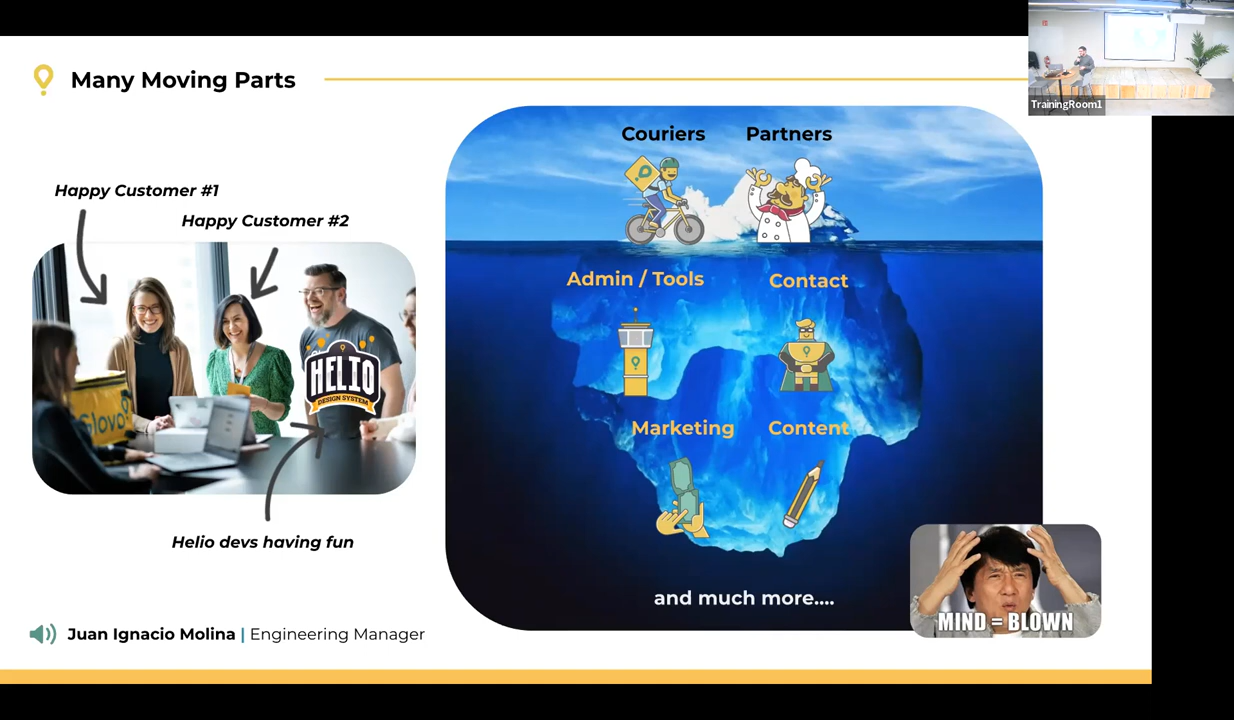 Many Moving Parts
TrainingRoom1
Couriers
Partners
Happy Customer #1
Happy Customer #2
Admin / Tools
Contact
Glovo
HELIO
DESIGN SYSTEM
Marketing
Content
Helio devs having fun
and much more....
MIND = BLOWN
Juan Ignacio Molina | Engineering Manager